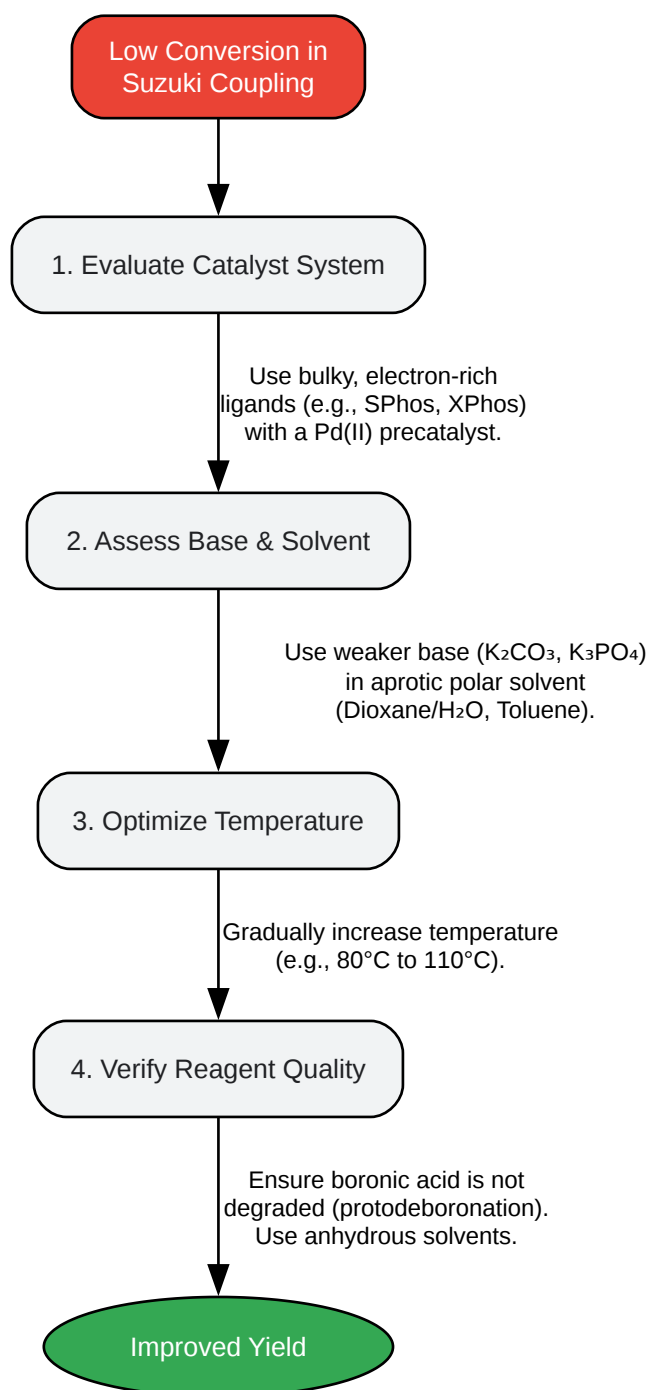 Low Conversion in
Suzuki Coupling
1. Evaluate Catalyst System
Use bulky, electron-rich
ligands (e.g., SPhos, XPhos)
with a Pd(II) precatalyst.
2. Assess Base & Solvent
Use weaker base (K₂CO₃, K₃PO₄)
in aprotic polar solvent
(Dioxane/H₂O, Toluene).
3. Optimize Temperature
Gradually increase temperature
(e.g., 80°C to 110°C).
4. Verify Reagent Quality
Ensure boronic acid is not
degraded (protodeboronation).
Use anhydrous solvents.
Improved Yield